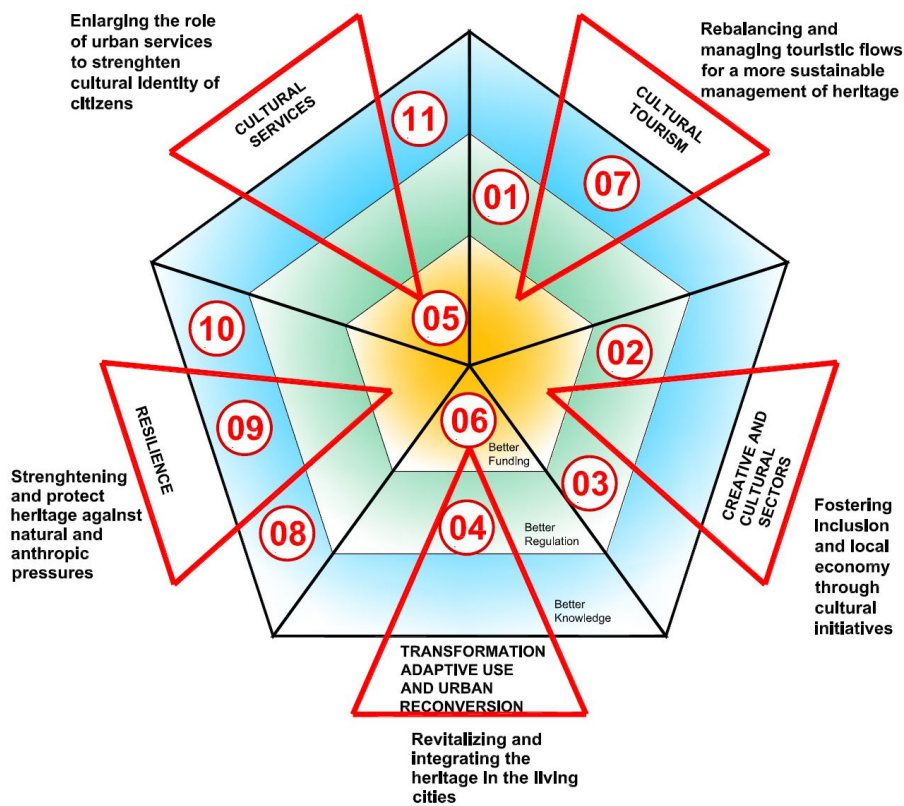 Enlarging the role
of urban services
to strenghten
cultural identity of
citizens
Rebalancing and
managing touristic flows
for a more sustainable
management of heritage
CULTURAL
SERVICES
CULTURAL
TOURISM
11
01
07
05
10
02
RESILIENCE
09
06
Better
Funding
CREATIVE AND
CULTURAL
SECTORS
03
Strenghtening
and protect
heritage against
natural and
anthropic
pressures
08
04
Better
Regulation
Fostering
Inclusion
and local
economy
through
cultural
initiatives
Better
Knowledge
TRANSFORMATION
ADAPTIVE USE
AND URBAN
RECONVERSION
Revitalizing and
integrating the
heritage in the living
cities